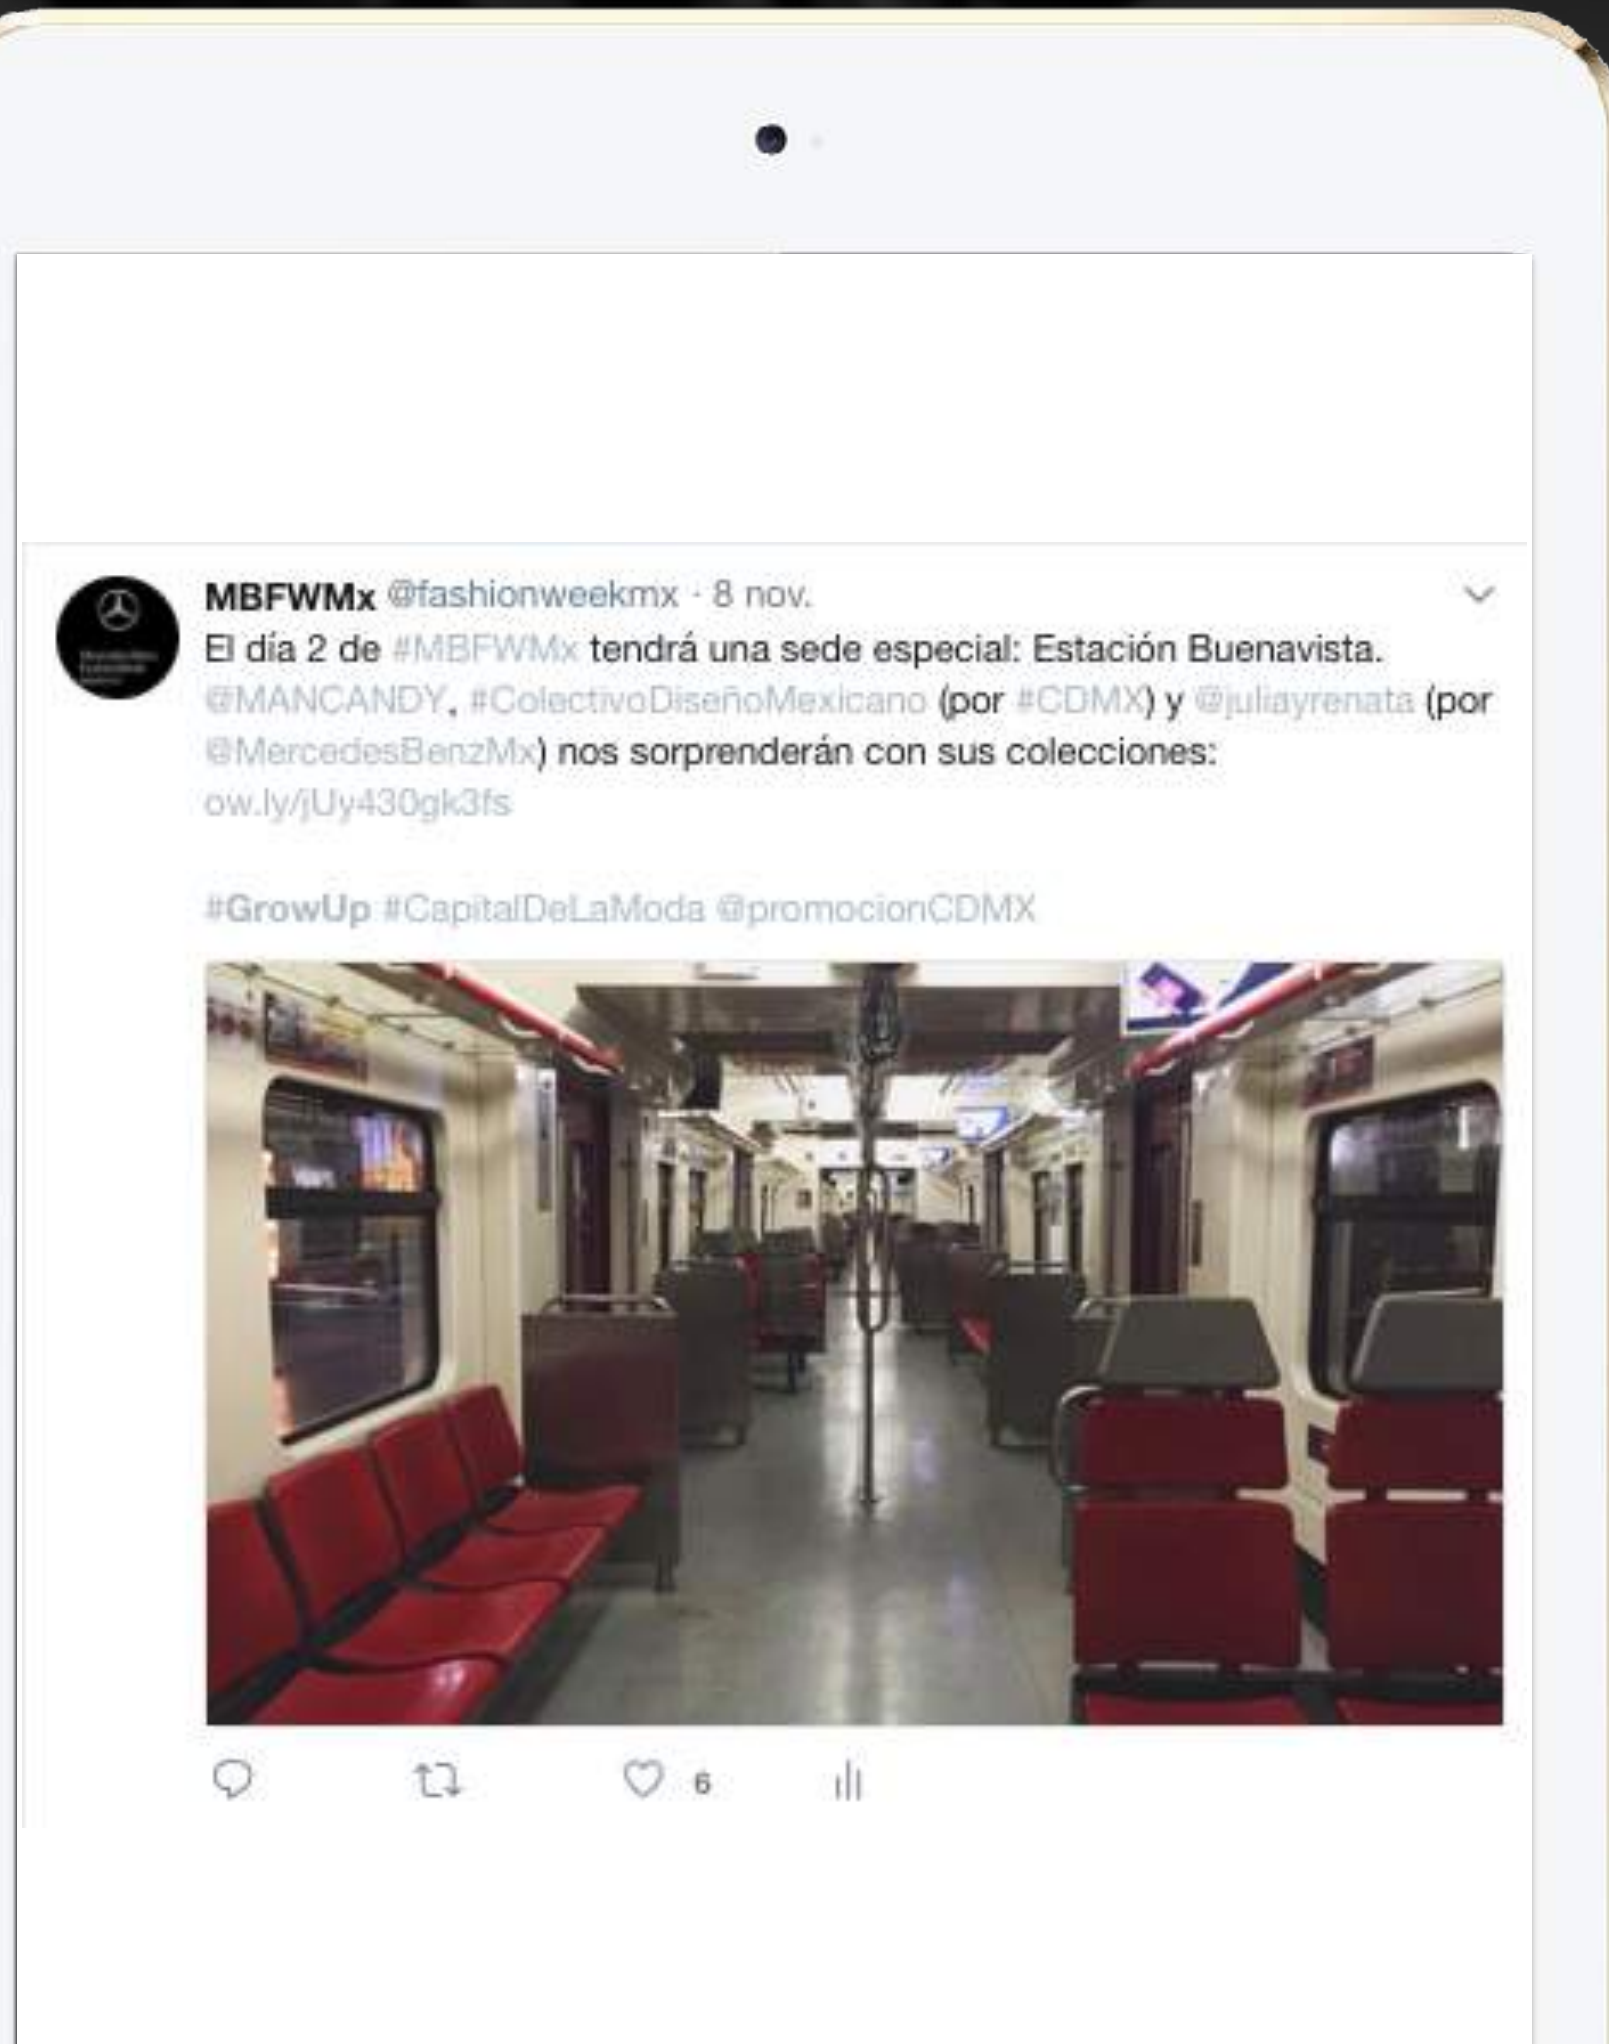 MBFWMx @fashionweekmx · 8 nov.
El día 2 de #MBFWMx tendrá una sede especial: Estación Buenavista.
@MANCANDY, #ColectivoDiseñoMexicano (por #CDMX) y @juliayrenata (por
@MercedesBenzMx) nos sorprenderán con sus colecciones:
ow.ly/jUy430gk3fs
#GrowUp #CapitalDeLaModa @promocionCDMX
6